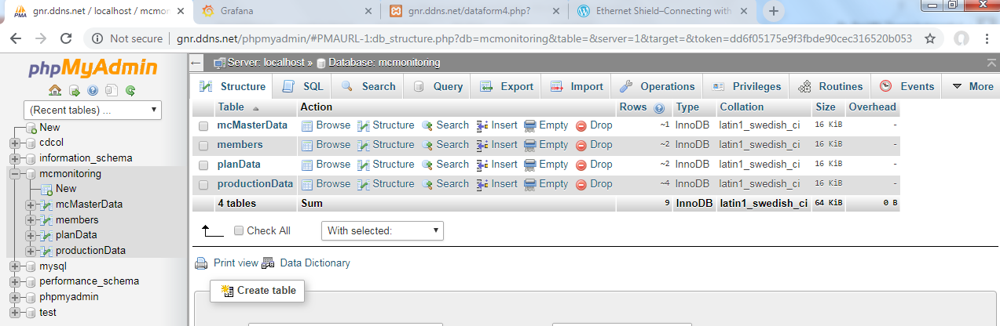 gnr.ddns.net / localhost / mcmo
Grafana
gnr.ddns.net/dataform4.php?
Ethernet Shield–Connecting with
Not secure
gnr.ddns.net/phpmyadmin/#PMAURL-1:db_structure.php?db=mcmonitoring&table=&server=1&target=&token=dd6f05175e9f3fbde90cec316520b053
phpMyAdmin
(Recent tables) ...
New
cdcol
information_schema
mcmonitoring
New
mcMasterData
members
planData
productionData
mysql
performance_schema
phpmyadmin
test
Server: localhost » Database: mcmonitoring
Structure SQL Search Query Export Import Operations Privileges Routines Events More
Table Action Rows Type Collation Size Overhead
mcMasterData Browse Structure Search Insert Empty Drop ~1 InnoDB latin1_swedish_ci 16 KiB -
members Browse Structure Search Insert Empty Drop ~2 InnoDB latin1_swedish_ci 16 KiB -
planData Browse Structure Search Insert Empty Drop ~2 InnoDB latin1_swedish_ci 16 KiB -
productionData Browse Structure Search Insert Empty Drop ~4 InnoDB latin1_swedish_ci 16 KiB -
4 tables Sum 9 InnoDB latin1_swedish_ci 64 KiB 0 B
Check All With selected:
Print view Data Dictionary
Create table